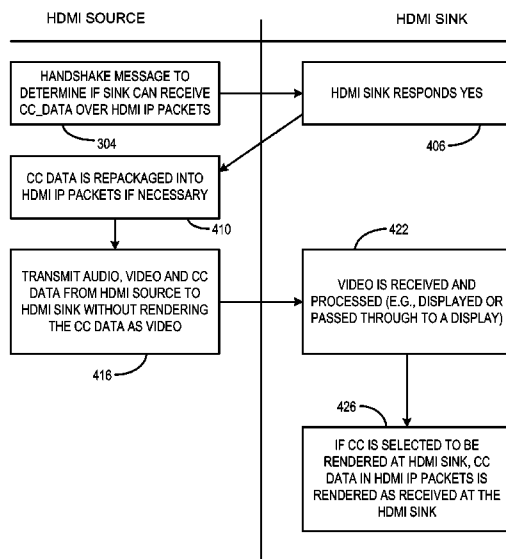 HDMI SOURCE
HDMI SINK
HANDSHAKE MESSAGE TO
DETERMINE IF SINK CAN RECEIVE
CC_DATA OVER HDMI IP PACKETS
304
HDMI SINK RESPONDS YES
406
CC DATA IS REPACKAGED INTO
HDMI IP PACKETS IF NECESSARY
410
TRANSMIT AUDIO, VIDEO AND CC
DATA FROM HDMI SOURCE TO
HDMI SINK WITHOUT RENDERING
THE CC DATA AS VIDEO
416
422
VIDEO IS RECEIVED AND
PROCESSED (E.G., DISPLAYED OR
PASSED THROUGH TO A DISPLAY)
426
IF CC IS SELECTED TO BE
RENDERED AT HDMI SINK, CC
DATA IN HDMI IP PACKETS IS
RENDERED AS RECEIVED AT THE
HDMI SINK